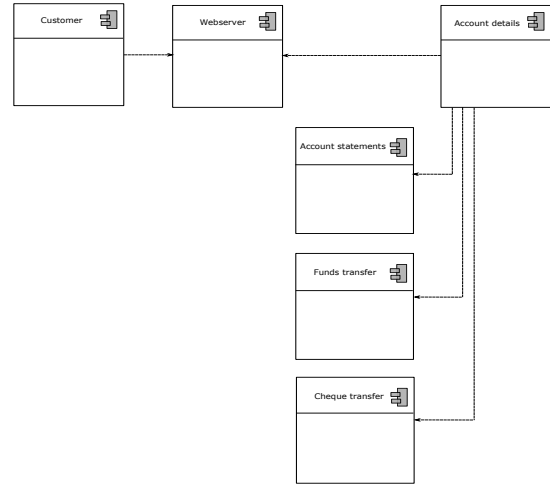 Customer
Webserver
Account details
Account statements
Funds transfer
Cheque transfer